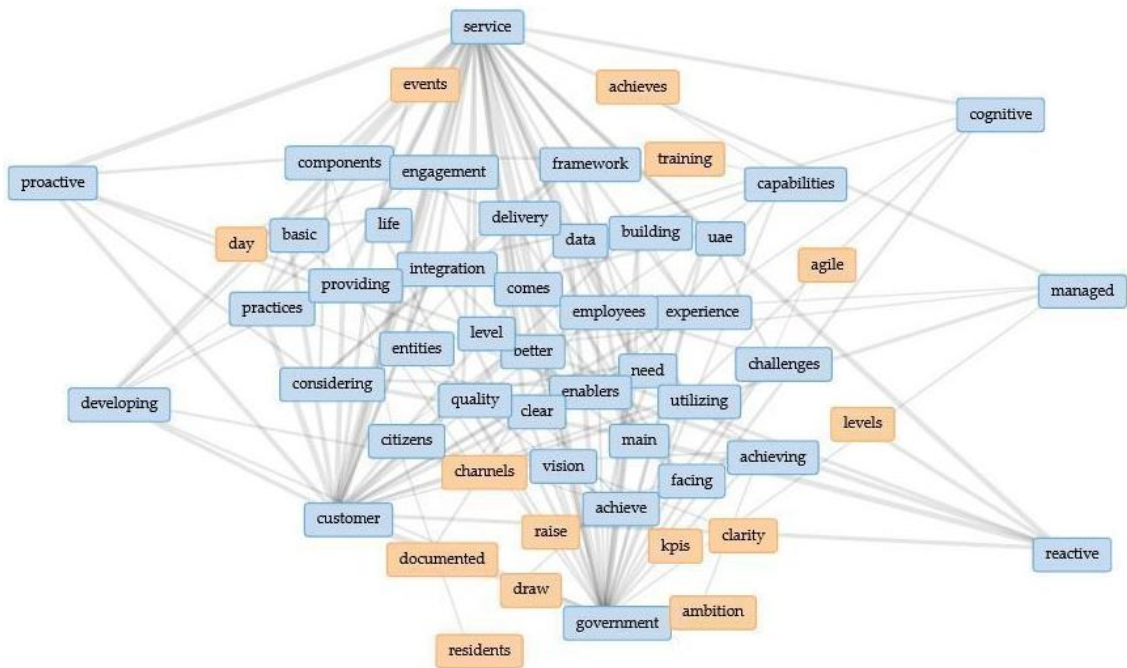 service
events
achieves
cognitive
components
engagement
framework
training
proactive
capabilities
life
delivery
basic
day
data
building
uae
agile
integration
providing
comes
managed
practices
employees
experience
level
entities
better
challenges
considering
need
enablers
developing
quality
clear
utilizing
levels
citizens
main
channels
vision
achieving
facing
customer
achieve
raise
kpis
clarity
reactive
documented
draw
government
ambition
residents